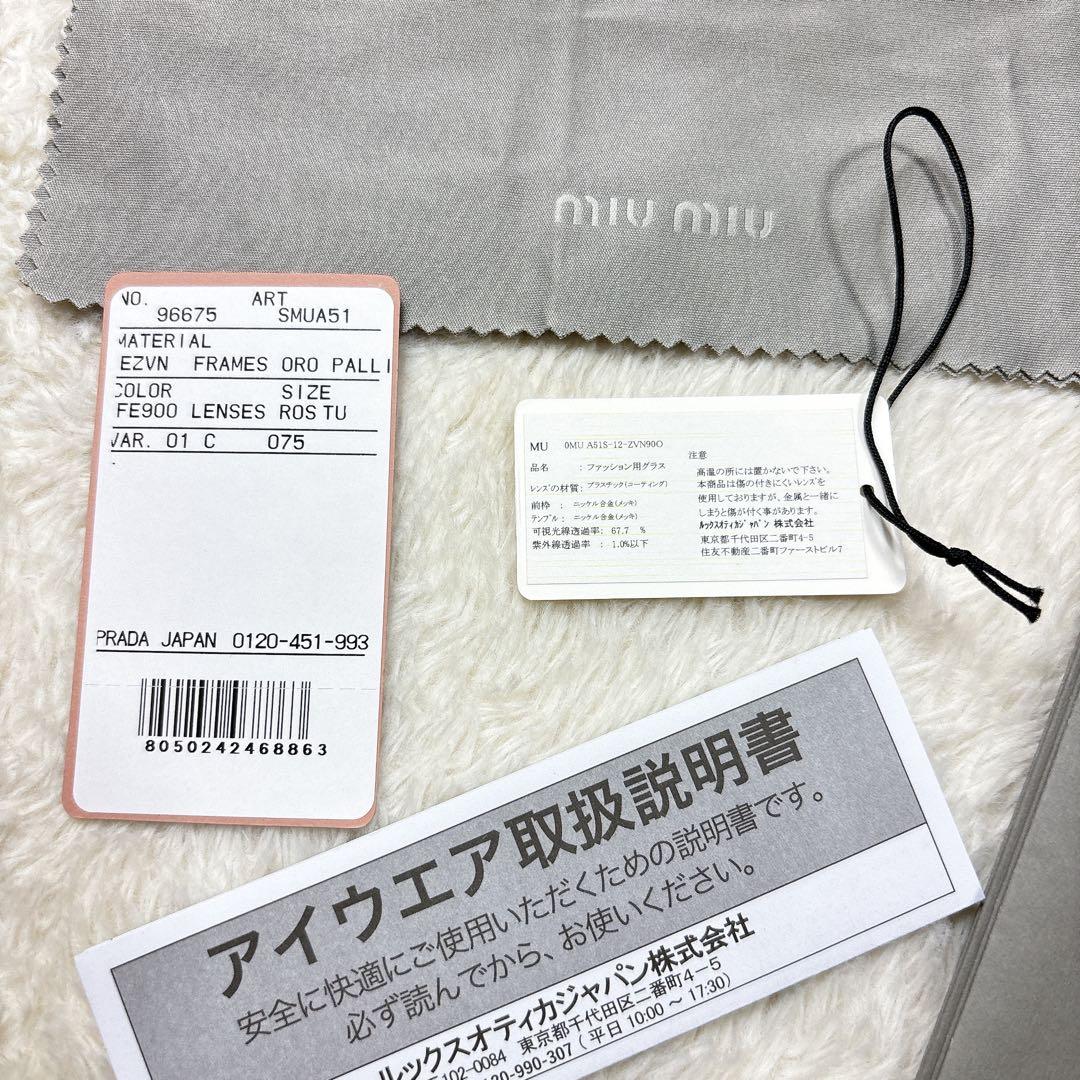 miu miu
NO. ART
96675 SMUA51
MATERIAL
EZVN FRAMES ORO PALLI
COLOR SIZE
FE900 LENSES ROS TU
VAR. 01 C 075
PRADA JAPAN 0120-451-993
8050242468863
MU 0MU A51S-12-ZVN90O
品名 : ファッション用グラス
レンズの材質: プラスチック(コーティング)
前枠 : ニッケル合金(メッキ)
テンプル: ニッケル合金(メッキ)
可視光線透過率: 67.7 %
紫外線透過率 : 1.0%以下
注意
高温の所には置かないで下さい。
本商品は傷の付きにくいレンズを
使用しておりますが、金属と一緒に
しまうと傷が付く事があります。
ルックスオティカジャパン 株式会社
東京都千代田区二番町4-5
住友不動産二番町ファーストビル7
アイウエア取扱説明書
安全に快適にご使用いただくための説明書です。
必ず読んでから、お使いください。
ルックスオティカジャパン株式会社
102-0084 東京都千代田区二番町4-5
20-990-307 (平日 10:00 ~ 17:30)